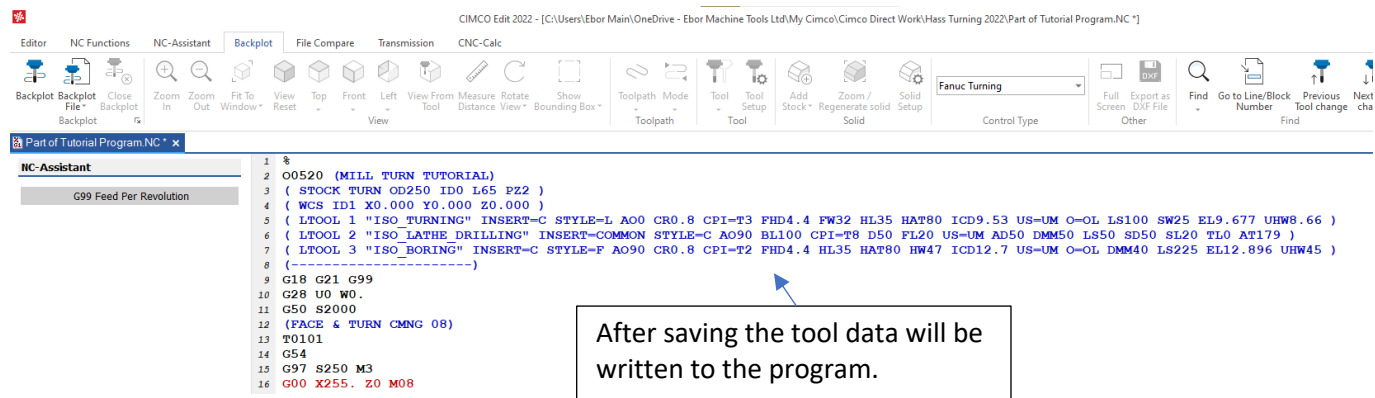 CIMCO Edit 2022 - [C:\Users\Ebor Main\OneDrive - Ebor Machine Tools Ltd\My Cimco\Cimco Direct Work\Hass Turning 2022\Part of Tutorial Program.NC *]
Editor NC Functions NC-Assistant Backplot File Compare Transmission CNC-Calc
Backplot Backplot Close Zoom Zoom Fit To View Top Front Left View From Measure Rotate Show Toolpath Mode Tool Tool Add Zoom / Solid Fanuc Turning Full Export as Find Go to Line/Block Previous Next
File Backplot In Out Window Reset Tool Distance View Bounding Box Setup Stock Regenerate solid Setup Screen DXF File Number Tool change cha
Backplot View Toolpath Tool Solid Control Type Other Find
DXF
Part of Tutorial Program.NC * x
NC-Assistant
G99 Feed Per Revolution
1 %
2 O0520 (MILL TURN TUTORIAL)
3 ( STOCK TURN OD250 ID0 L65 PZ2 )
4 ( WCS ID1 X0.000 Y0.000 Z0.000 )
5 ( LTOOL 1 "ISO_TURNING" INSERT=C STYLE=L AO0 CR0.8 CPI=T3 FHD4.4 FW32 HL35 HAT80 ICD9.53 US=UM O=OL LS100 SW25 EL9.677 UHW8.66 )
6 ( LTOOL 2 "ISO_LATHE_DRILLING" INSERT=COMMON STYLE=C AO90 BL100 CPI=T8 D50 FL20 US=UM AD50 DMM50 LS50 SD50 SL20 TL0 AT179 )
7 ( LTOOL 3 "ISO_BORING" INSERT=C STYLE=F AO90 CR0.8 CPI=T2 FHD4.4 HL35 HAT80 HW47 ICD12.7 US=UM O=OL DMM40 LS225 EL12.896 UHW45 )
8 (-----------------------)
9 G18 G21 G99
10 G28 U0 W0.
11 G50 S2000
12 (FACE & TURN CMNG 08)
13 T0101
14 G54
15 G97 S250 M3
16 G00 X255. Z0 M08
After saving the tool data will be
written to the program.